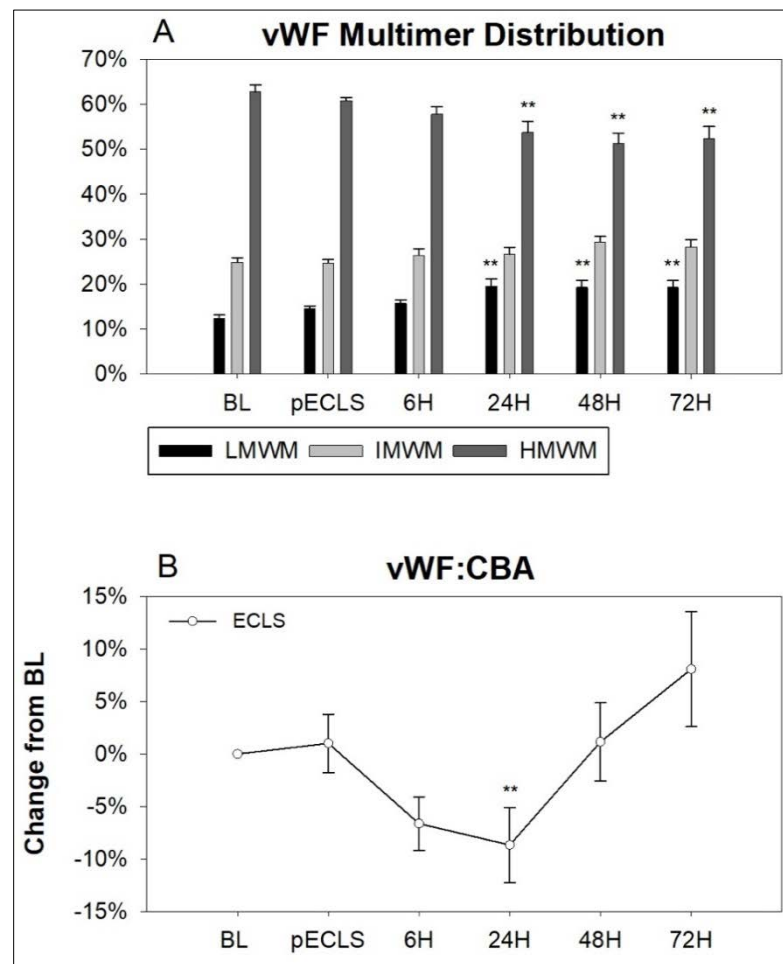 A
vWF Multimer Distribution
70%
60%
50%
40%
30%
20%
10%
0%
** ** **
** ** **
BL pECLS 6H 24H 48H 72H
LMWM IMWM HMWM
B
vWF:CBA
Change from BL
15%
10%
5%
0%
-5%
-10%
-15%
ECLS
**
BL pECLS 6H 24H 48H 72H